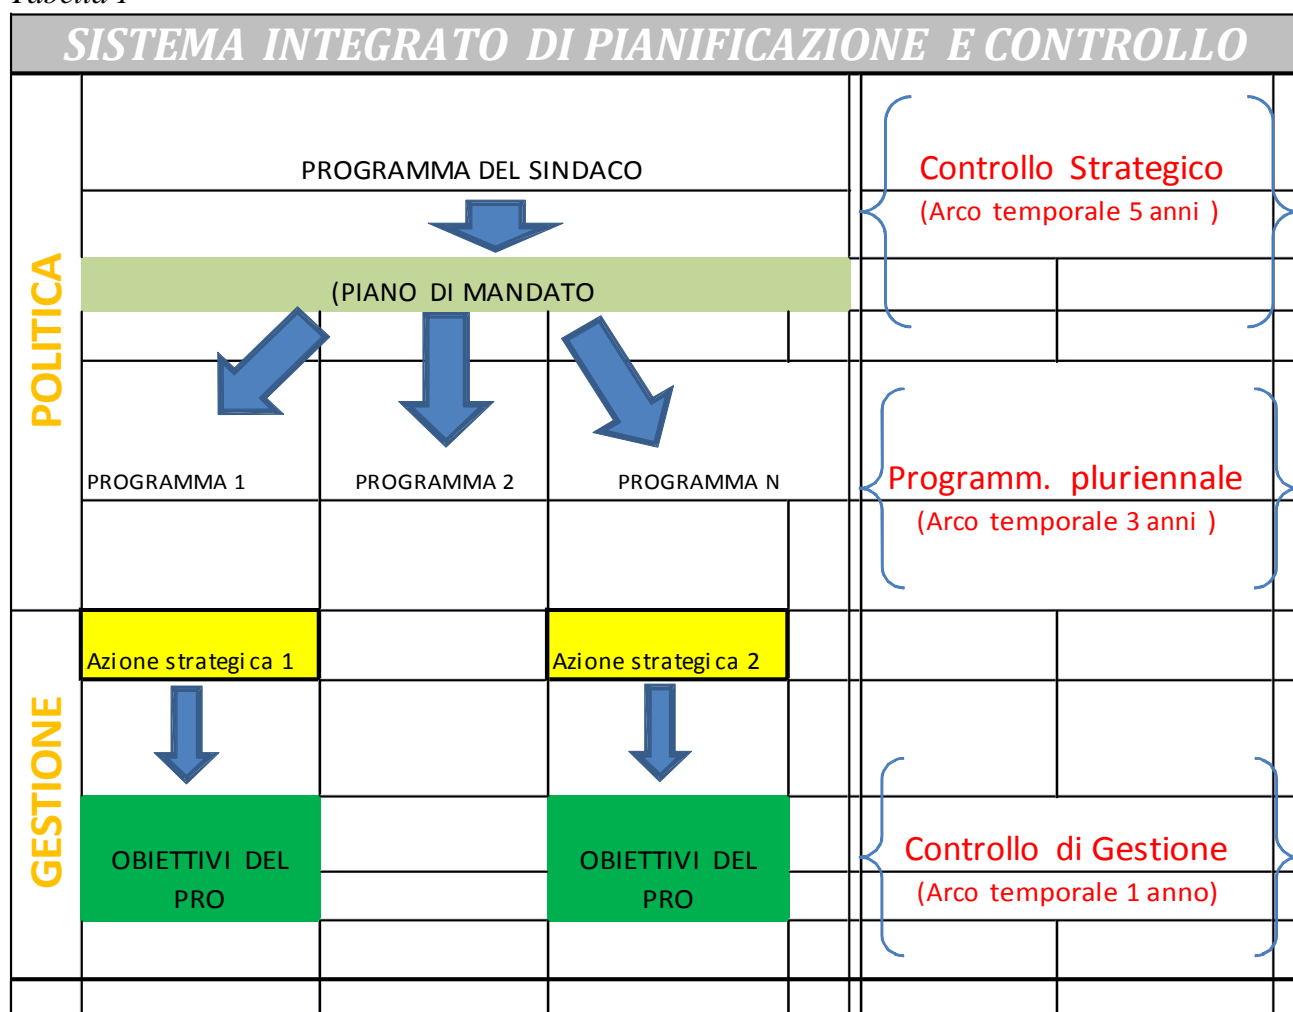 Tabella 1
SISTEMA INTEGRATO DI PIANIFICAZIONE E CONTROLLO
POLITICA
PROGRAMMA DEL SINDACO
Controllo Strategico
(Arco temporale 5 anni )
(PIANO DI MANDATO
PROGRAMMA 1
PROGRAMMA 2
PROGRAMMA N
Programm. pluriennale
(Arco temporale 3 anni )
GESTIONE
Azione strategica 1
Azione strategica 2
OBIETTIVI DEL
PRO
OBIETTIVI DEL
PRO
Controllo di Gestione
(Arco temporale 1 anno)